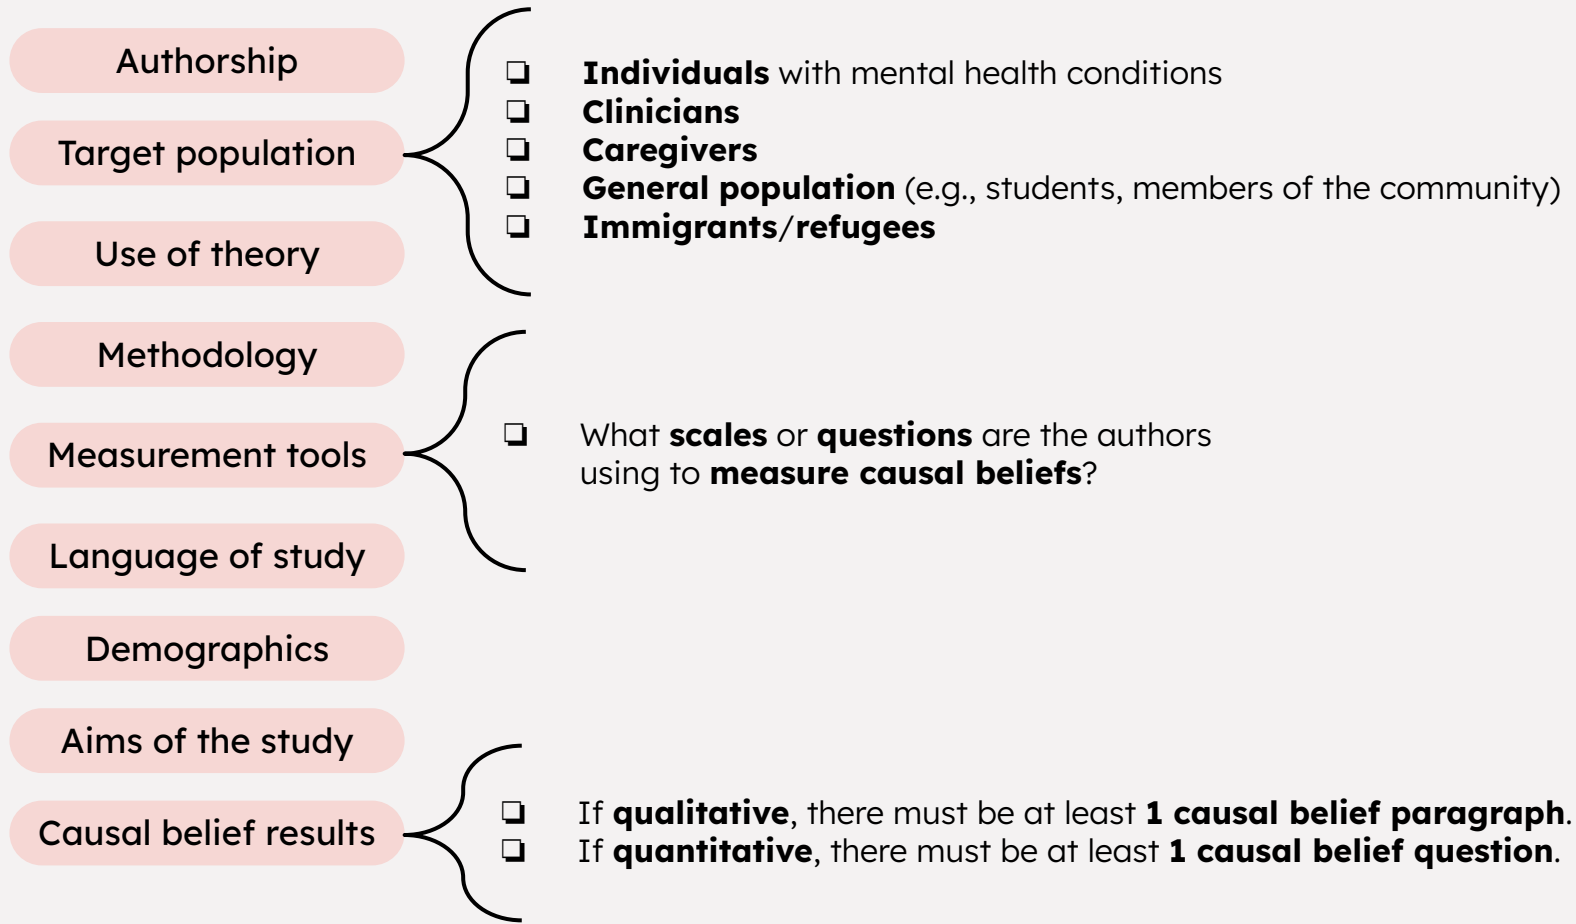 Authorship
Target population
Use of theory
Methodology
Measurement tools
Language of study
Demographics
Aims of the study
Causal belief results
❏ Individuals with mental health conditions
❏ Clinicians
❏ Caregivers
❏ General population (e.g., students, members of the community)
❏ Immigrants/refugees
❏ What scales or questions are the authors
using to measure causal beliefs?
❏ If qualitative, there must be at least 1 causal belief paragraph.
❏ If quantitative, there must be at least 1 causal belief question.